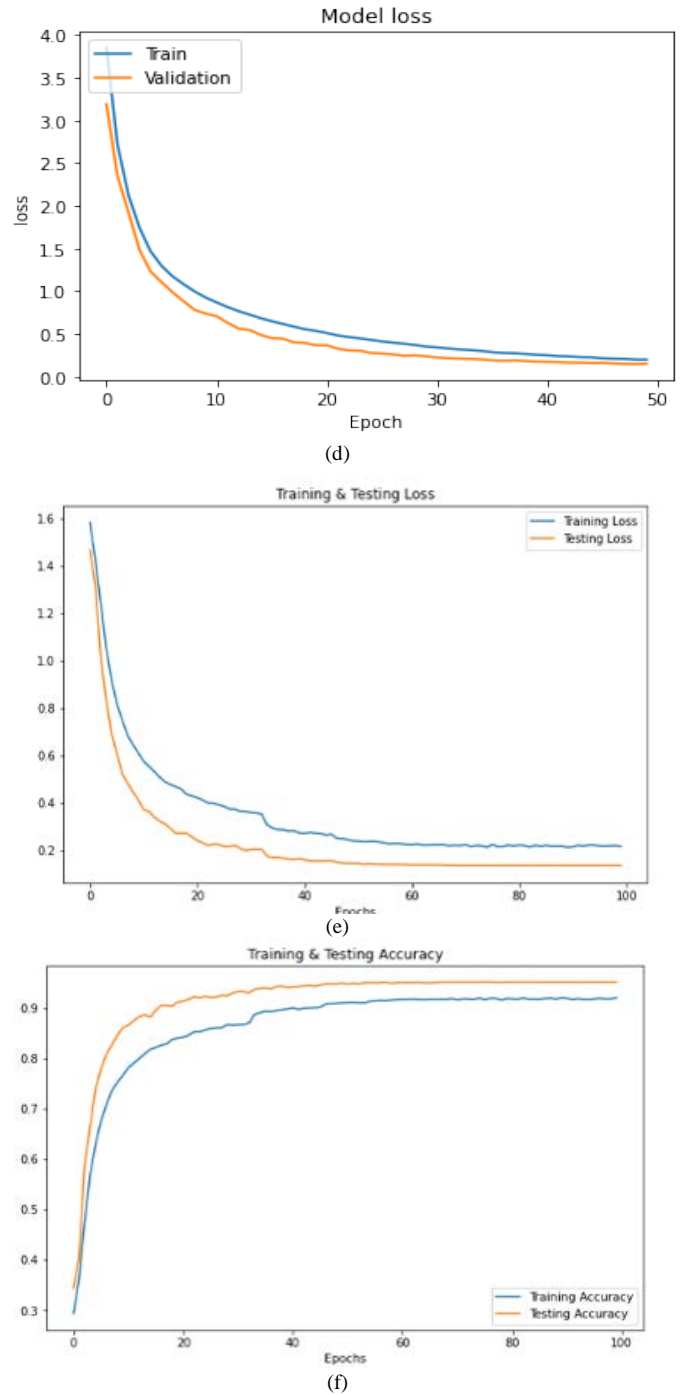 Model loss
4.0
3.5
3.0
2.5
2.0
1.5
1.0
0.5
0.0
loss
Train
Validation
0 10 20 30 40 50
Epoch
(d)
Training & Testing Loss
1.6
1.4
1.2
1.0
0.8
0.6
0.4
0.2
Training Loss
Testing Loss
0 20 40 60 80 100
Epochs
(e)
Training & Testing Accuracy
0.9
0.8
0.7
0.6
0.5
0.4
0.3
Training Accuracy
Testing Accuracy
0 20 40 60 80 100
Epochs
(f)